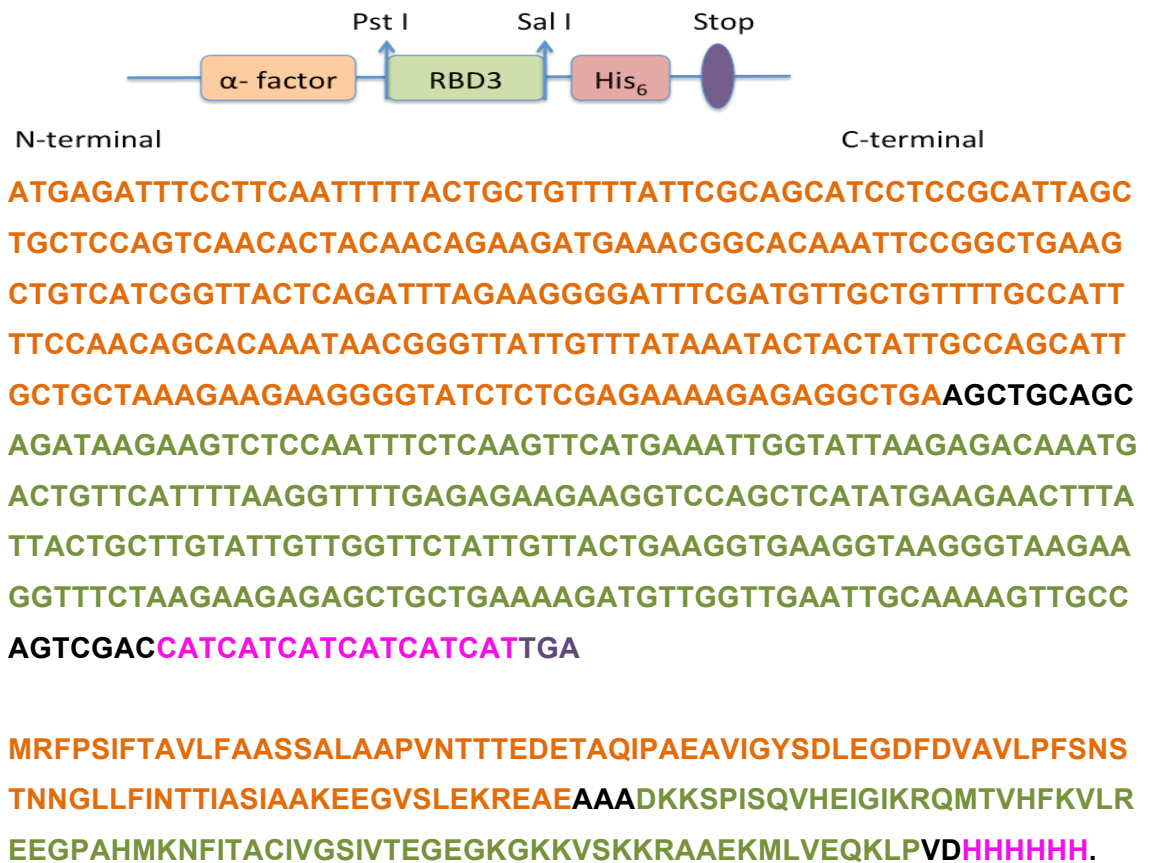 Pst I Sal I Stop
α- factor RBD3 His6
N-terminal C-terminal
ATGAGATTTCCTTCAATTTTTACTGCTGTTTTATTCGCAGCATCCTCCGCATTAGC
TGCTCCAGTCAACACTACAACAGAAGATGAAACGGCACAAATTCCGGCTGAAG
CTGTCATCGGTTACTCAGATTTAGAAGGGGATTTCGATGTTGCTGTTTTGCCATT
TTCCAACAGCACAAATAACGGGTTATTGTTTATAAATACTACTATTGCCAGCATT
GCTGCTAAAGAAGAAGGGGTATCTCTCGAGAAAAGAGAGGCTGAAGCTGCAGC
AGATAAGAAGTCTCCAATTTCTCAAGTTCATGAAATTGGTATTAAGAGACAAATG
ACTGTTCATTTTAAGGTTTTGAGAGAAGAAGGTCCAGCTCATATGAAGAACTTTA
TTACTGCTTGTATTGTTGGTTCTATTGTTACTGAAGGTGAAGGTAAGGGTAAGAA
GGTTTCTAAGAAGAGAGCTGCTGAAAAGATGTTGGTTGAATTGCAAAAGTTGCC
AGTCGACCATCATCATCATCATCATTGA
MRFPSIFTAVLFAASSALAAPVNTTTEDETAQIPAEAVIGYSDLEGDFDVAVLPFSNS
TNNGLLFINTTIASIAAKEEGVSLEKREAEAAADKKSPISQVHEIGIKRQMTVHFKVLR
EEGPAHMKNFITACIVGSIVTEGEGKGKKVSKKRAAEKMLVEQKLPVDHHHHHH.